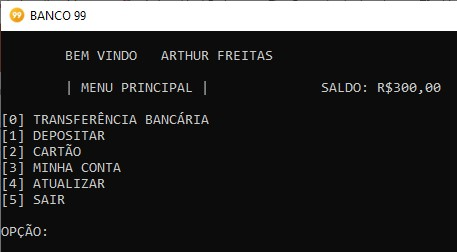 99 BANCO 99
BEM VINDO ARTHUR FREITAS
| MENU PRINCIPAL | SALDO: R$300,00
[0] TRANSFERÊNCIA BANCÁRIA
[1] DEPOSITAR
[2] CARTÃO
[3] MINHA CONTA
[4] ATUALIZAR
[5] SAIR
OPÇÃO: